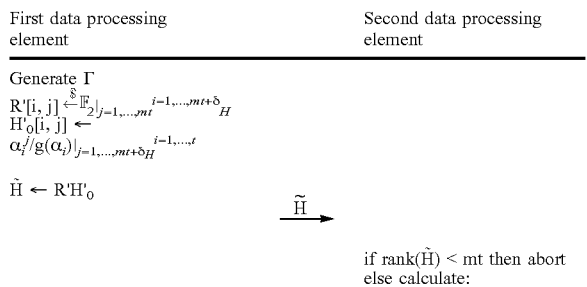 First data processing element
Second data processing element
Generate Γ
R'[i, j] ←$ 𝔽₂|j=1,...,mt i=1,...,mt+δH
H'₀[i, j] ←
αᵢʲ/g(αᵢ)|j=1,...,mt+δH i=1,...,t
H̃ ← R'H'₀
H̃
if rank(H̃) < mt then abort
else calculate: